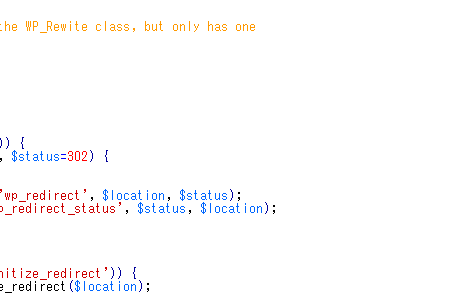 the WP_Rewite class, but only has one
)) {
, $status=302) {
'wp_redirect', $location, $status);
p_redirect_status', $status, $location);
nitize_redirect')) {
e_redirect($location);